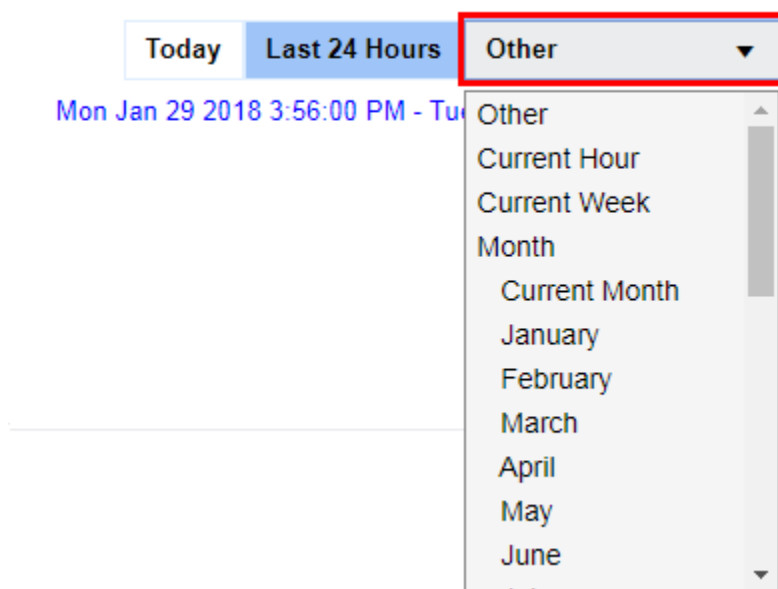 Today Last 24 Hours Other
Mon Jan 29 2018 3:56:00 PM - Tu
Other
Current Hour
Current Week
Month
Current Month
January
February
March
April
May
June